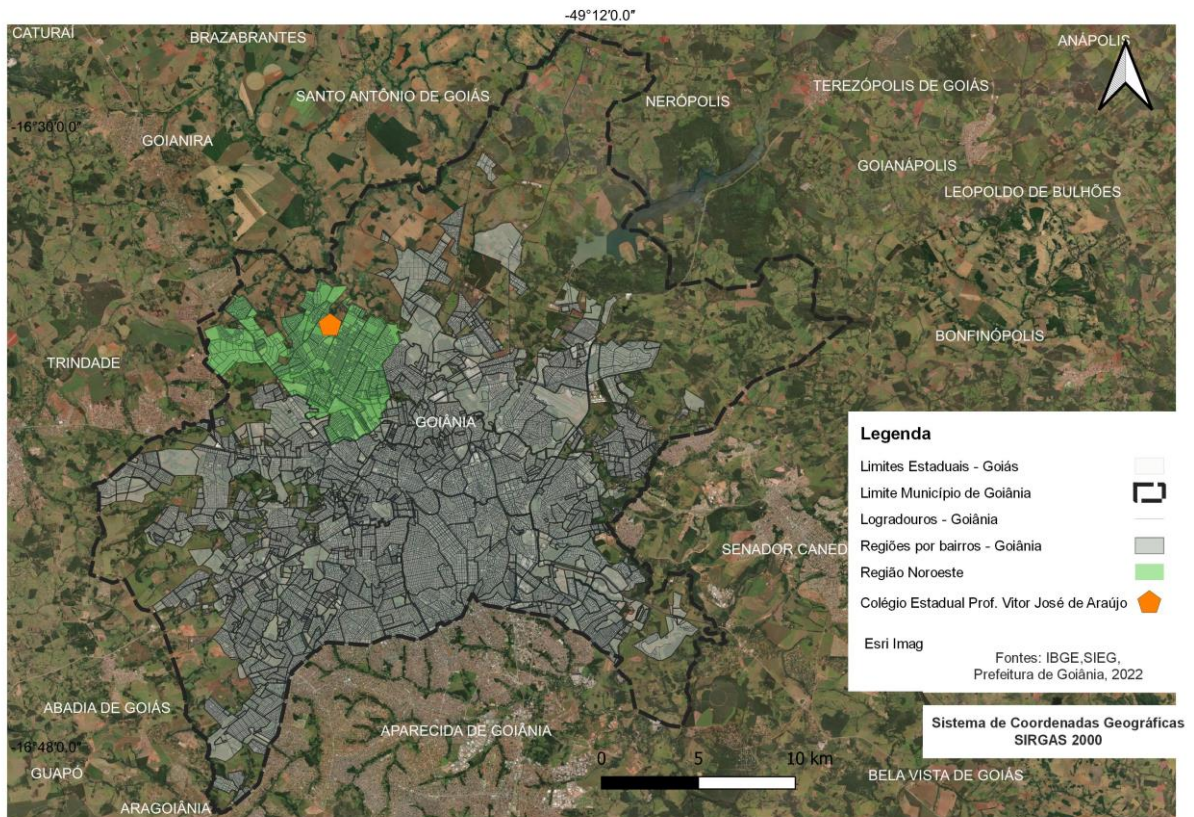 -49°12'0.0"
CATURAÍ
BRAZABRANTES
ANÁPOLIS
SANTO ANTÔNIO DE GOIÁS
NERÓPOLIS
TEREZÓPOLIS DE GOIÁS
-16°30'0.0"
GOIANIRA
GOIANÁPOLIS
LEOPOLDO DE BULHÕES
BONFINÓPOLIS
TRINDADE
GOIÂNIA
Legenda
Limites Estaduais - Goiás
Limite Município de Goiânia
Logradouros - Goiânia
Regiões por bairros - Goiânia
Região Noroeste
Colégio Estadual Prof. Vitor José de Araújo
SENADOR CANED
Esri Imag
Fontes: IBGE,SIEG,
Prefeitura de Goiânia, 2022
ABADIA DE GOIÁS
APARECIDA DE GOIÂNIA
Sistema de Coordenadas Geográficas
SIRGAS 2000
-16°48'0.0"
0 5 10 km
GUAPÓ
BELA VISTA DE GOIÁS
ARAGOIÂNIA